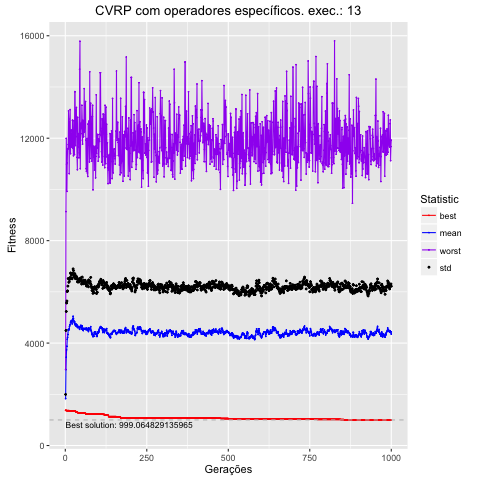 CVRP com operadores específicos. exec.: 13
Fitness
16000
12000
8000
4000
0
Best solution: 999.064829135965
0
250
500
750
1000
Gerações
Statistic
best
mean
worst
std